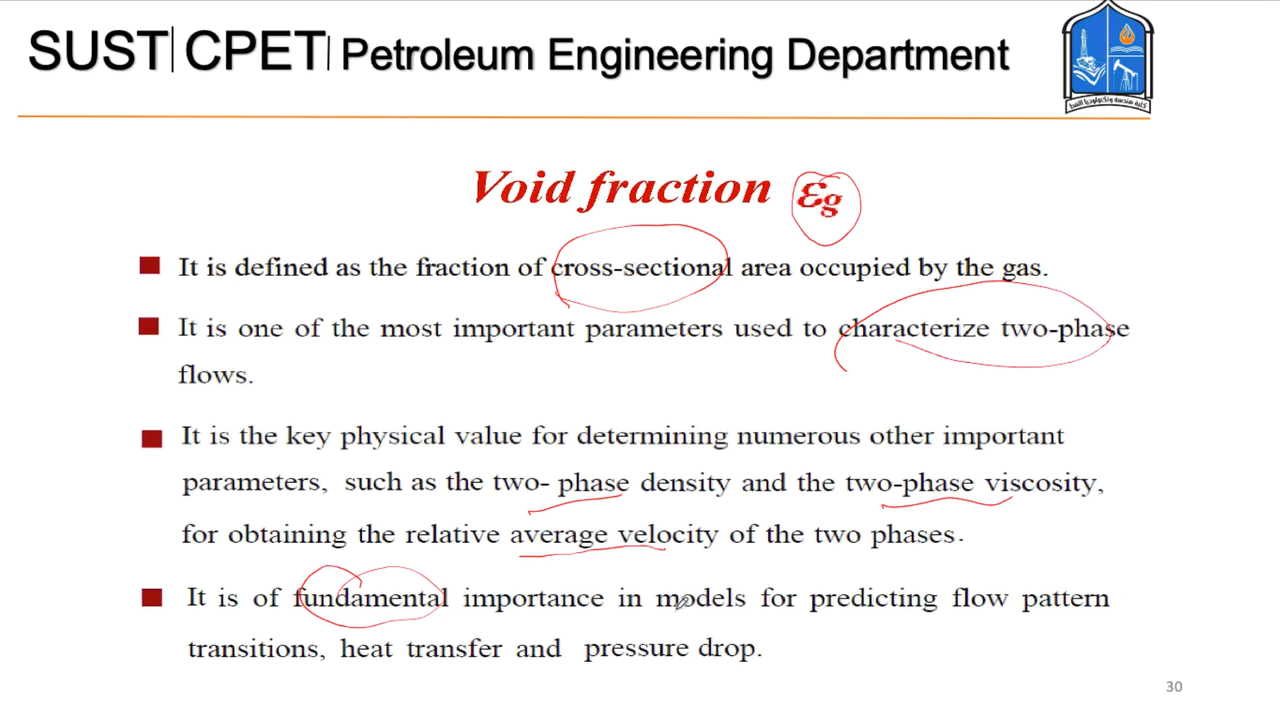 SUST| CPET| Petroleum Engineering Department
كلية هندسة وتكنولوجيا النفط
Void fraction εg
It is defined as the fraction of cross-sectional area occupied by the gas.
It is one of the most important parameters used to characterize two-phase
flows.
It is the key physical value for determining numerous other important
parameters, such as the two- phase density and the two-phase viscosity,
for obtaining the relative average velocity of the two phases.
It is of fundamental importance in models for predicting flow pattern
transitions, heat transfer and pressure drop.
30